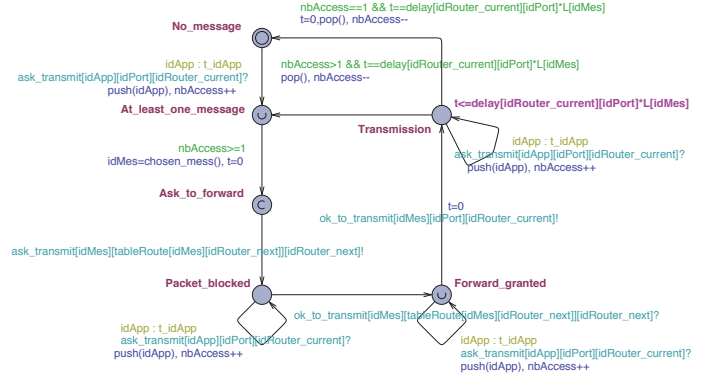 nbAccess==1 && t==delay[idRouter_current][idPort]*L[idMes]
t=0,pop(), nbAccess--
No_message
idApp : t_idApp
ask_transmit[idApp][idPort][idRouter_current]?
push(idApp), nbAccess++
nbAccess>1 && t==delay[idRouter_current][idPort]*L[idMes]
pop(), nbAccess--
At_least_one_message
t<=delay[idRouter_current][idPort]*L[idMes]
Transmission
idApp : t_idApp
ask_transmit[idApp][idPort][idRouter_current]?
push(idApp), nbAccess++
nbAccess>=1
idMes=chosen_mess(), t=0
Ask_to_forward
t=0
ok_to_transmit[idMes][idPort][idRouter_current]!
ask_transmit[idMes][tableRoute[idMes][idRouter_next]][idRouter_next]!
Packet_blocked
Forward_granted
ok_to_transmit[idMes][tableRoute[idMes][idRouter_next]][idRouter_next]?
idApp : t_idApp
ask_transmit[idApp][idPort][idRouter_current]?
push(idApp), nbAccess++
idApp : t_idApp
ask_transmit[idApp][idPort][idRouter_current]?
push(idApp), nbAccess++